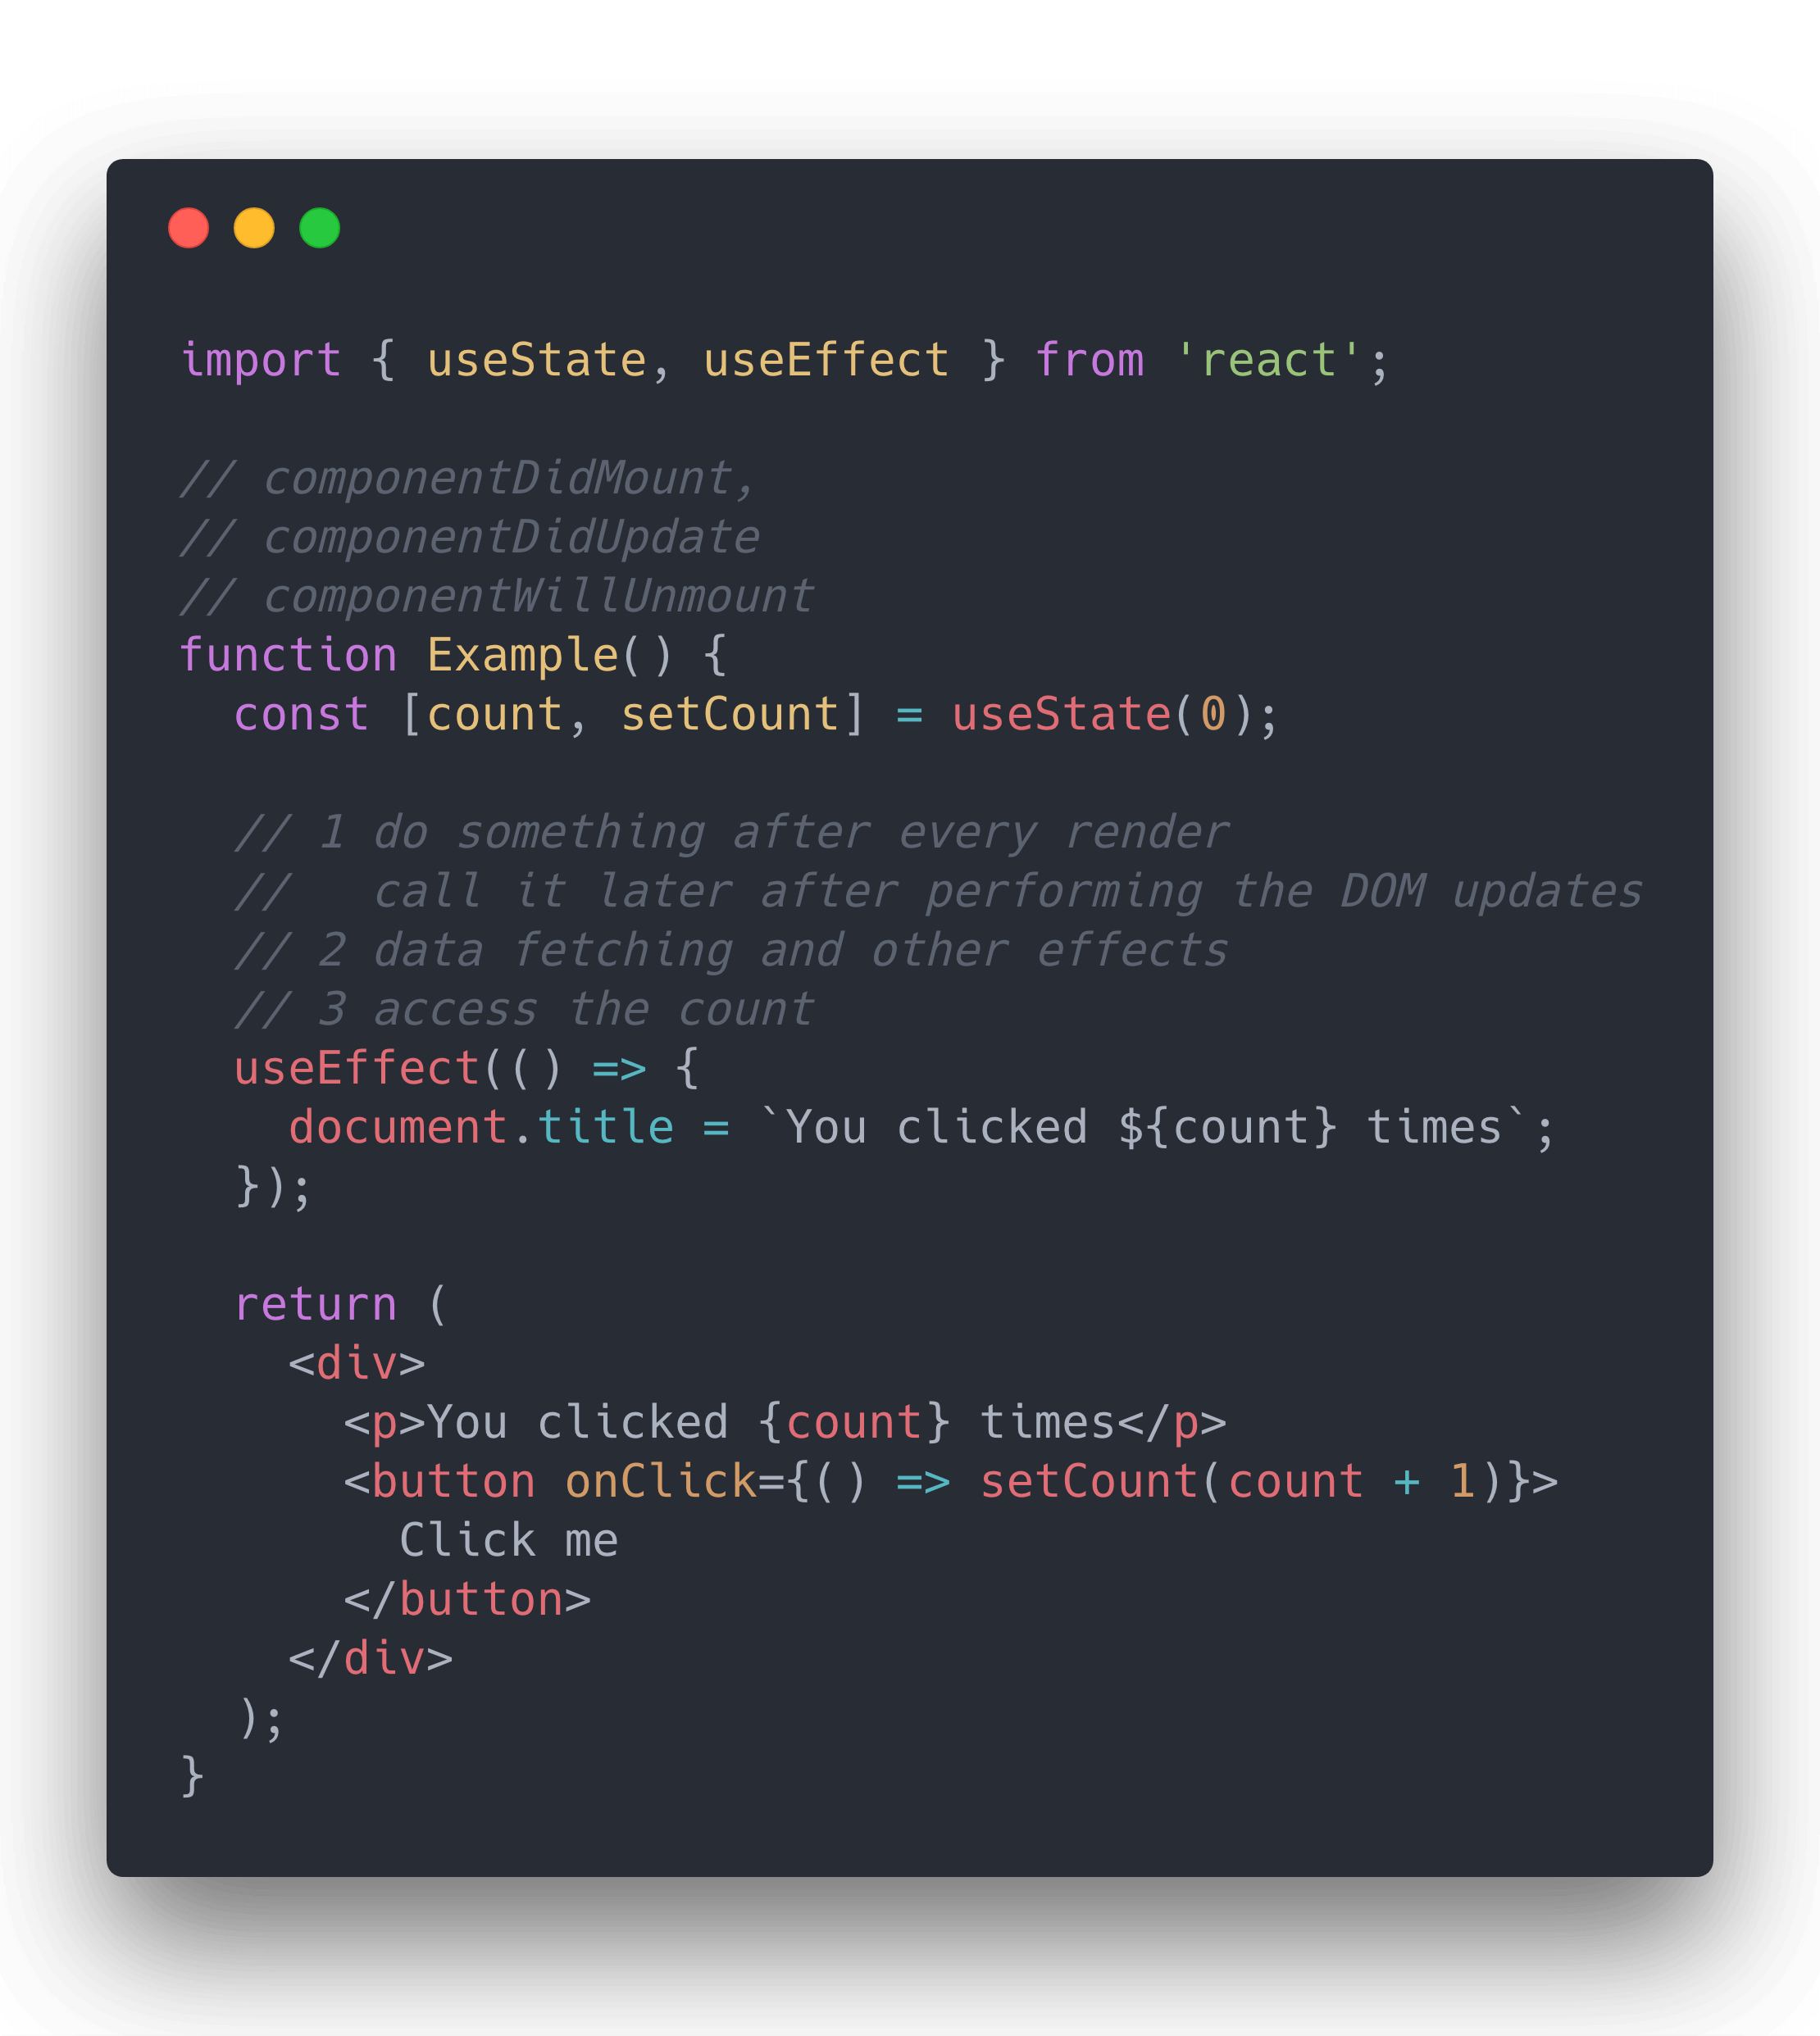 import { useState, useEffect } from 'react';

// componentDidMount,
// componentDidUpdate
// componentWillUnmount
function Example() {
  const [count, setCount] = useState(0);

  // 1 do something after every render
  //   call it later after performing the DOM updates
  // 2 data fetching and other effects
  // 3 access the count
  useEffect(() => {
    document.title = `You clicked ${count} times`;
  });

  return (
    <div>
      <p>You clicked {count} times</p>
      <button onClick={() => setCount(count + 1)}>
        Click me
      </button>
    </div>
  );
}